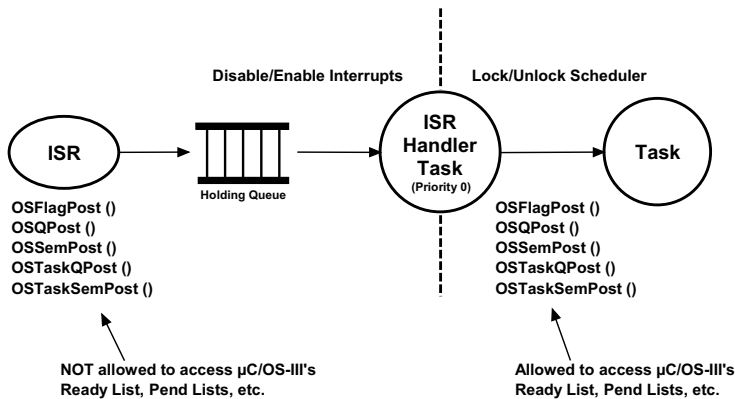 Disable/Enable Interrupts
Lock/Unlock Scheduler
ISR
Holding Queue
ISR
Handler
Task
(Priority 0)
Task
OSFlagPost ()
OSQPost ()
OSSemPost ()
OSTaskQPost ()
OSTaskSemPost ()
OSFlagPost ()
OSQPost ()
OSSemPost ()
OSTaskQPost ()
OSTaskSemPost ()
NOT allowed to access µC/OS-III's
Ready List, Pend Lists, etc.
Allowed to access µC/OS-III's
Ready List, Pend Lists, etc.